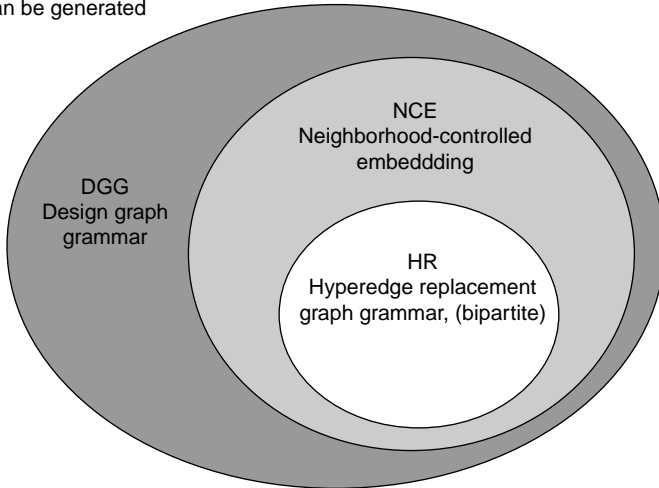 an be generated
NCE
Neighborhood-controlled
embeddding
DGG
Design graph
grammar
HR
Hyperedge replacement
graph grammar, (bipartite)